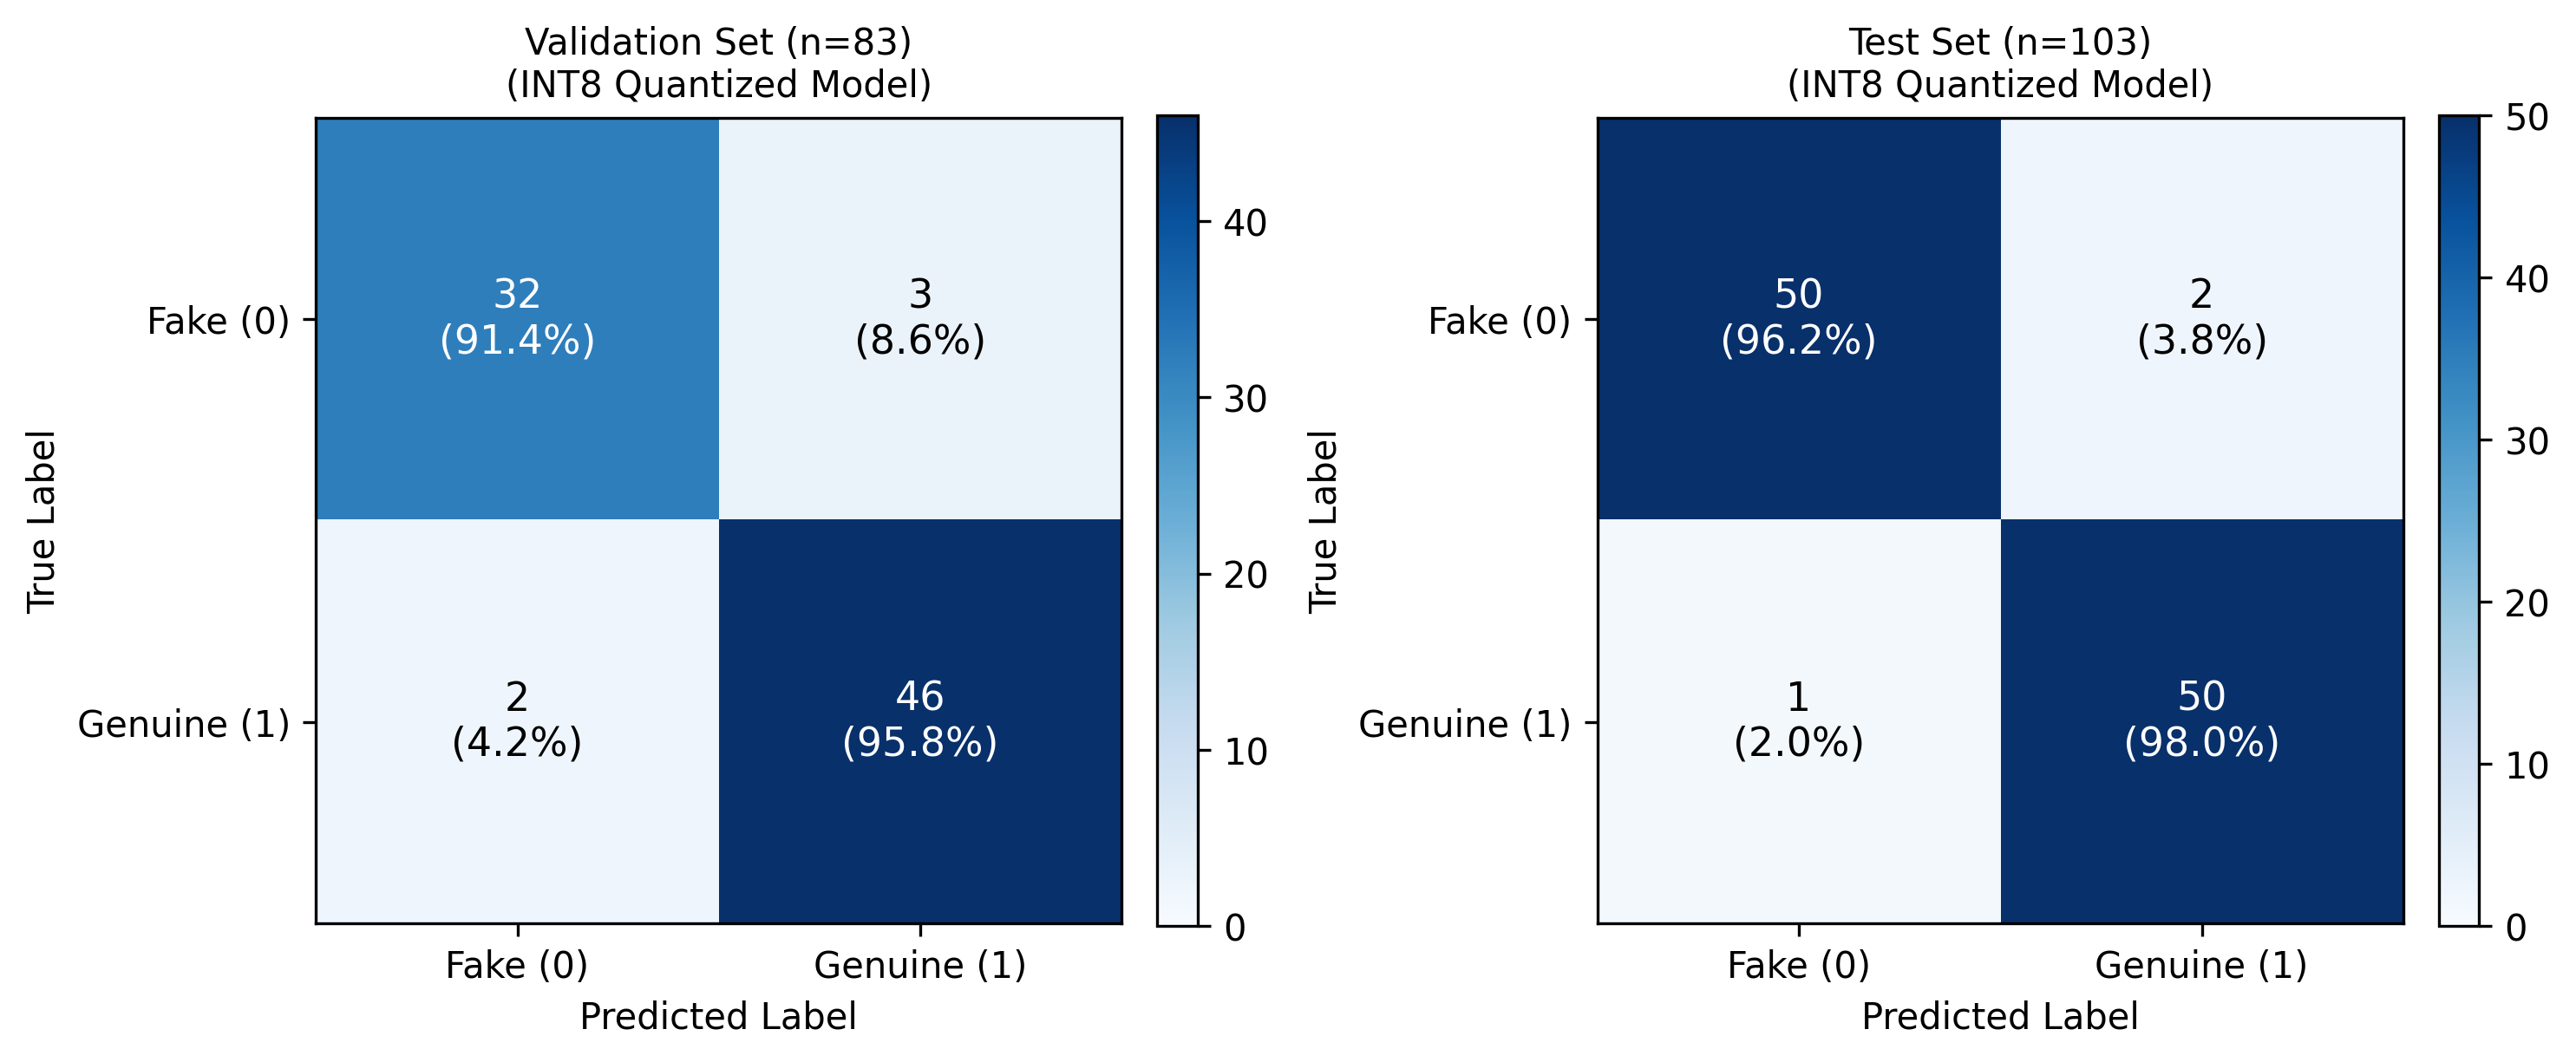 Validation Set (n=83)
(INT8 Quantized Model)
True Label
Fake (0)
Genuine (1)
32
(91.4%)
3
(8.6%)
2
(4.2%)
46
(95.8%)
Fake (0)
Genuine (1)
Predicted Label
40
30
20
10
0
Test Set (n=103)
(INT8 Quantized Model)
True Label
Fake (0)
Genuine (1)
50
(96.2%)
2
(3.8%)
1
(2.0%)
50
(98.0%)
Fake (0)
Genuine (1)
Predicted Label
50
40
30
20
10
0